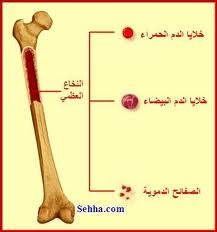 خلايا الدم الحمراء
النخاع
العظمي
خلايا الدم البيضاء
الصفائح الدموية
Sehha.com